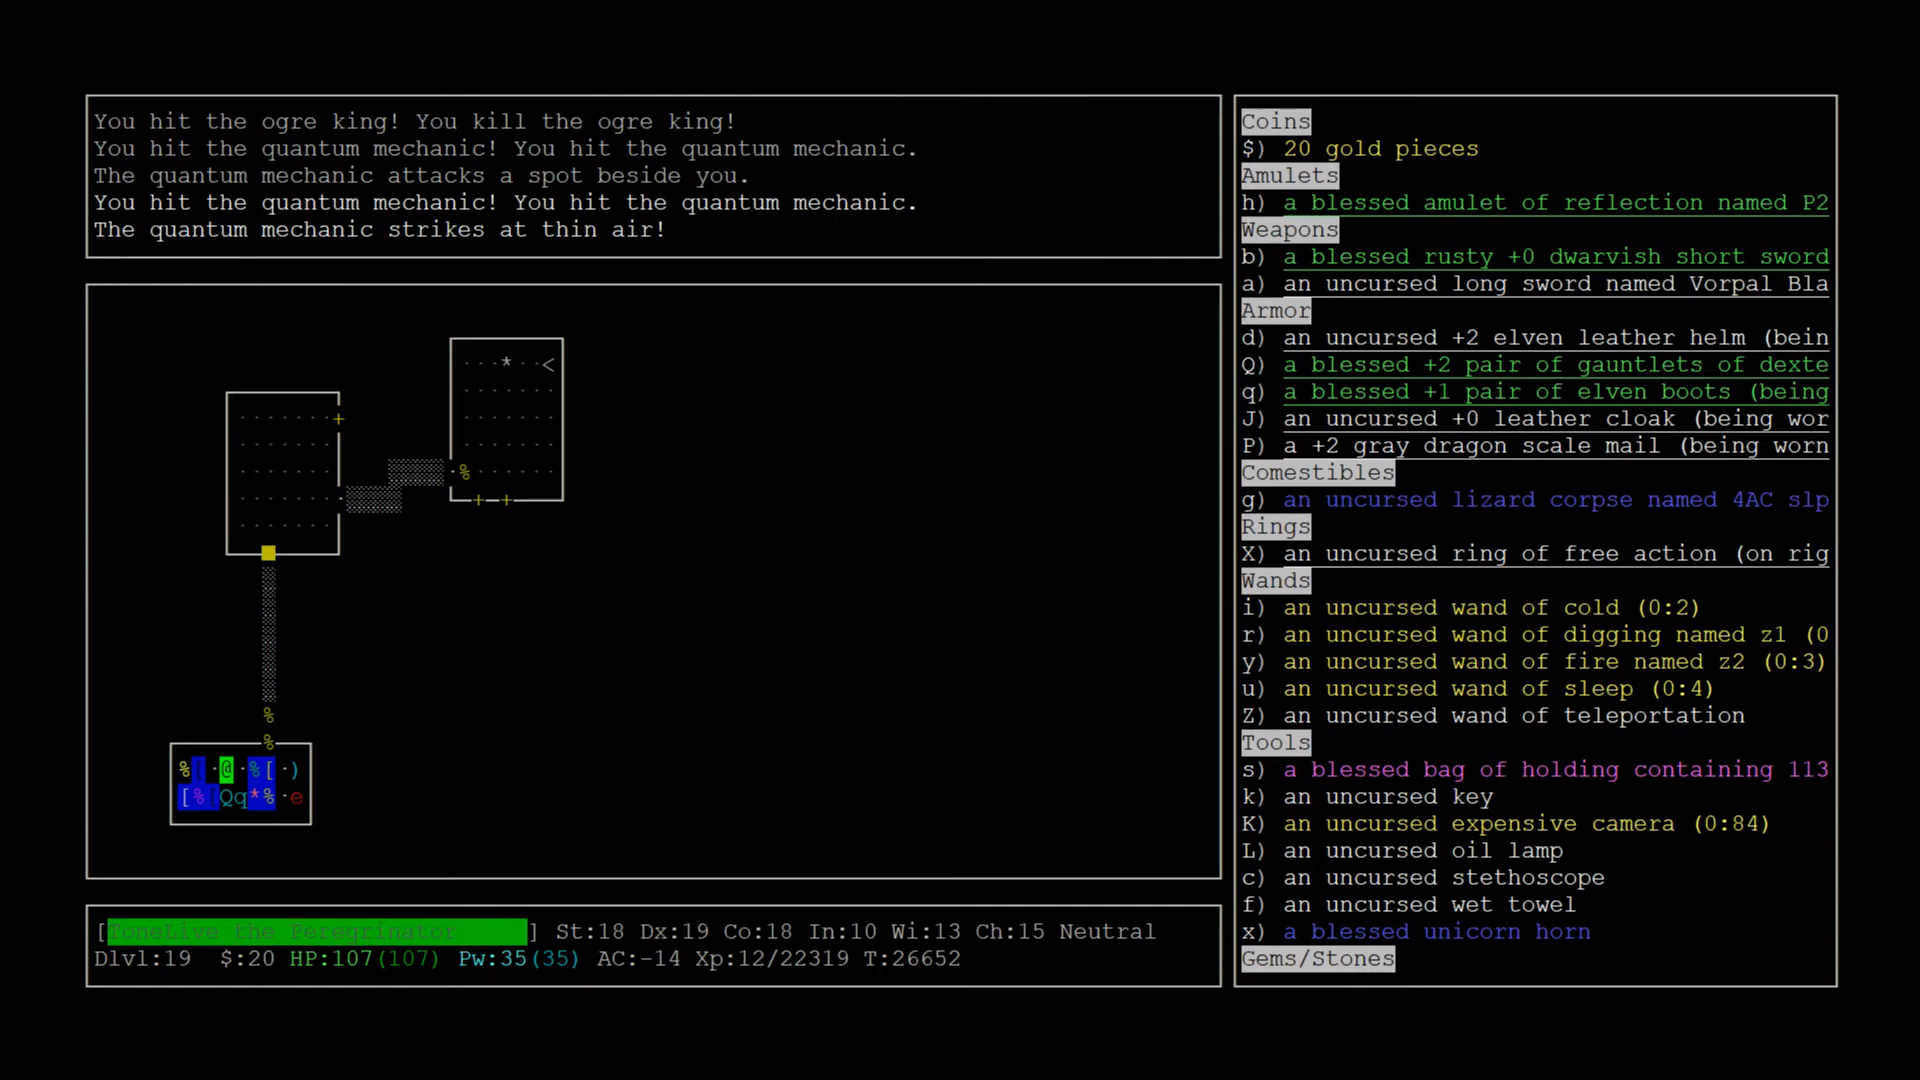 You hit the ogre king! You kill the ogre king!
You hit the quantum mechanic! You hit the quantum mechanic.
The quantum mechanic attacks a spot beside you.
You hit the quantum mechanic! You hit the quantum mechanic.
The quantum mechanic strikes at thin air!
· · · * · · <
· · · · · · · +
· %
+ +
%
%
% [ · @ · % [ · )
[ % [ Q q * % · e
[ToneLive the Peregrinator ] St:18 Dx:19 Co:18 In:10 Wi:13 Ch:15 Neutral
Dlvl:19 $:20 HP:107(107) Pw:35(35) AC:-14 Xp:12/22319 T:26652
Coins
$) 20 gold pieces
Amulets
h) a blessed amulet of reflection named P2
Weapons
b) a blessed rusty +0 dwarvish short sword
a) an uncursed long sword named Vorpal Bla
Armor
d) an uncursed +2 elven leather helm (bein
Q) a blessed +2 pair of gauntlets of dexte
q) a blessed +1 pair of elven boots (being
J) an uncursed +0 leather cloak (being wor
P) a +2 gray dragon scale mail (being worn
Comestibles
g) an uncursed lizard corpse named 4AC slp
Rings
X) an uncursed ring of free action (on rig
Wands
i) an uncursed wand of cold (0:2)
r) an uncursed wand of digging named z1 (0
y) an uncursed wand of fire named z2 (0:3)
u) an uncursed wand of sleep (0:4)
Z) an uncursed wand of teleportation
Tools
s) a blessed bag of holding containing 113
k) an uncursed key
K) an uncursed expensive camera (0:84)
L) an uncursed oil lamp
c) an uncursed stethoscope
f) an uncursed wet towel
x) a blessed unicorn horn
Gems/Stones